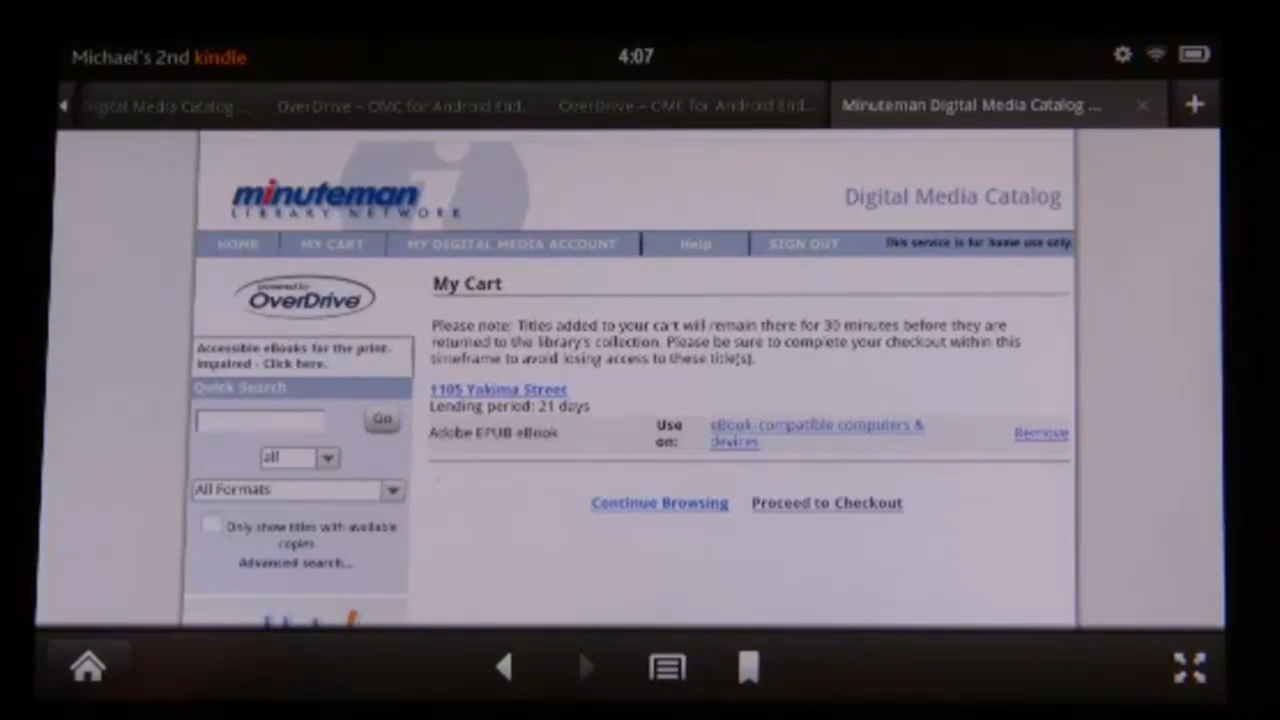 Michael's 2nd kindle
4:07
Digital Media Catalog ...
OverDrive – OMC for Android End...
OverDrive – OMC for Android End...
Minuteman Digital Media Catalog ...
minuteman
LIBRARY NETWORK
Digital Media Catalog
HOME
MY CART
MY DIGITAL MEDIA ACCOUNT
Help
SIGN OUT
This service is for home use only.
powered by
OverDrive
Accessible eBooks for the print-
impaired - Click here.
Quick Search
Go
all
All Formats
Only show titles with available
copies
Advanced search...
My Cart
Please note: Titles added to your cart will remain there for 30 minutes before they are
returned to the library's collection. Please be sure to complete your checkout within this
timeframe to avoid losing access to these title(s).
1105 Yakima Street
Lending period: 21 days
Adobe EPUB eBook
Use
on:
eBook-compatible computers &
devices
Remove
Continue Browsing
Proceed to Checkout